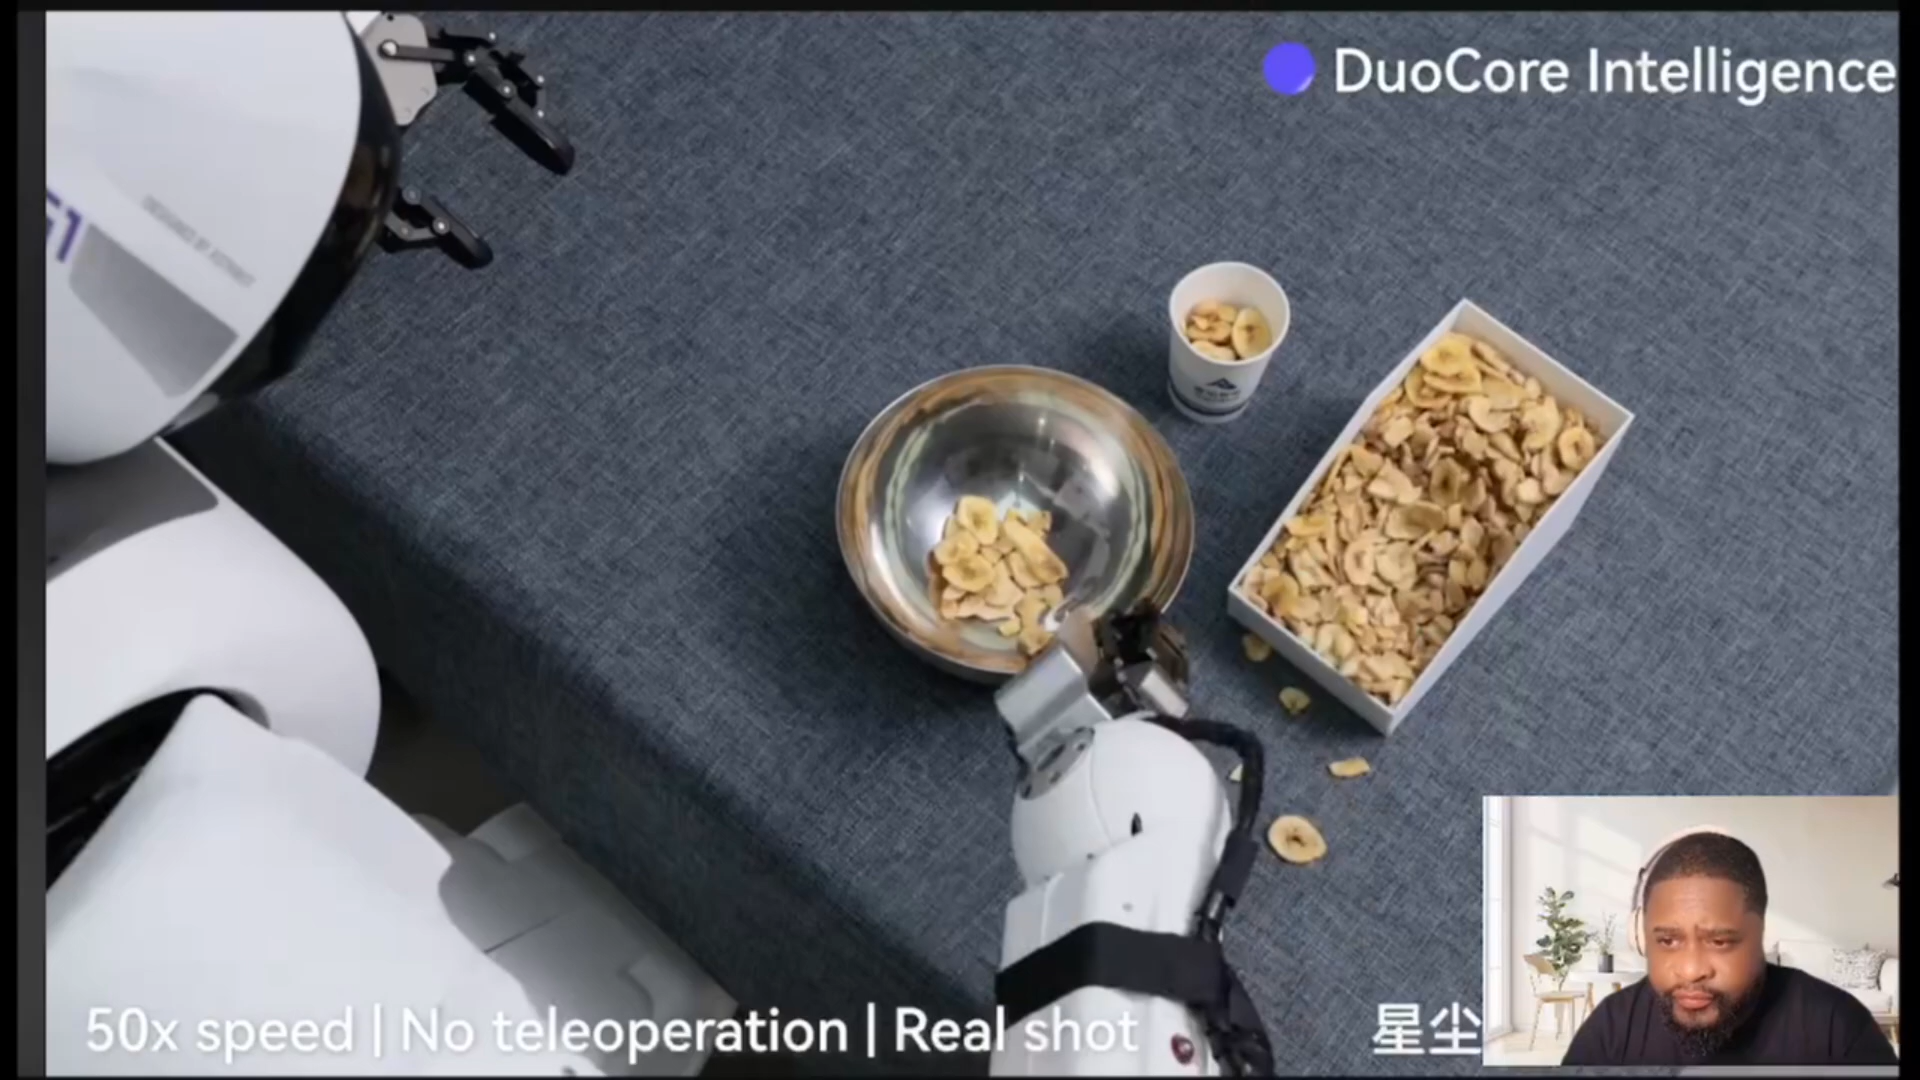 DuoCore Intelligence
50x speed | No teleoperation | Real shot
星尘